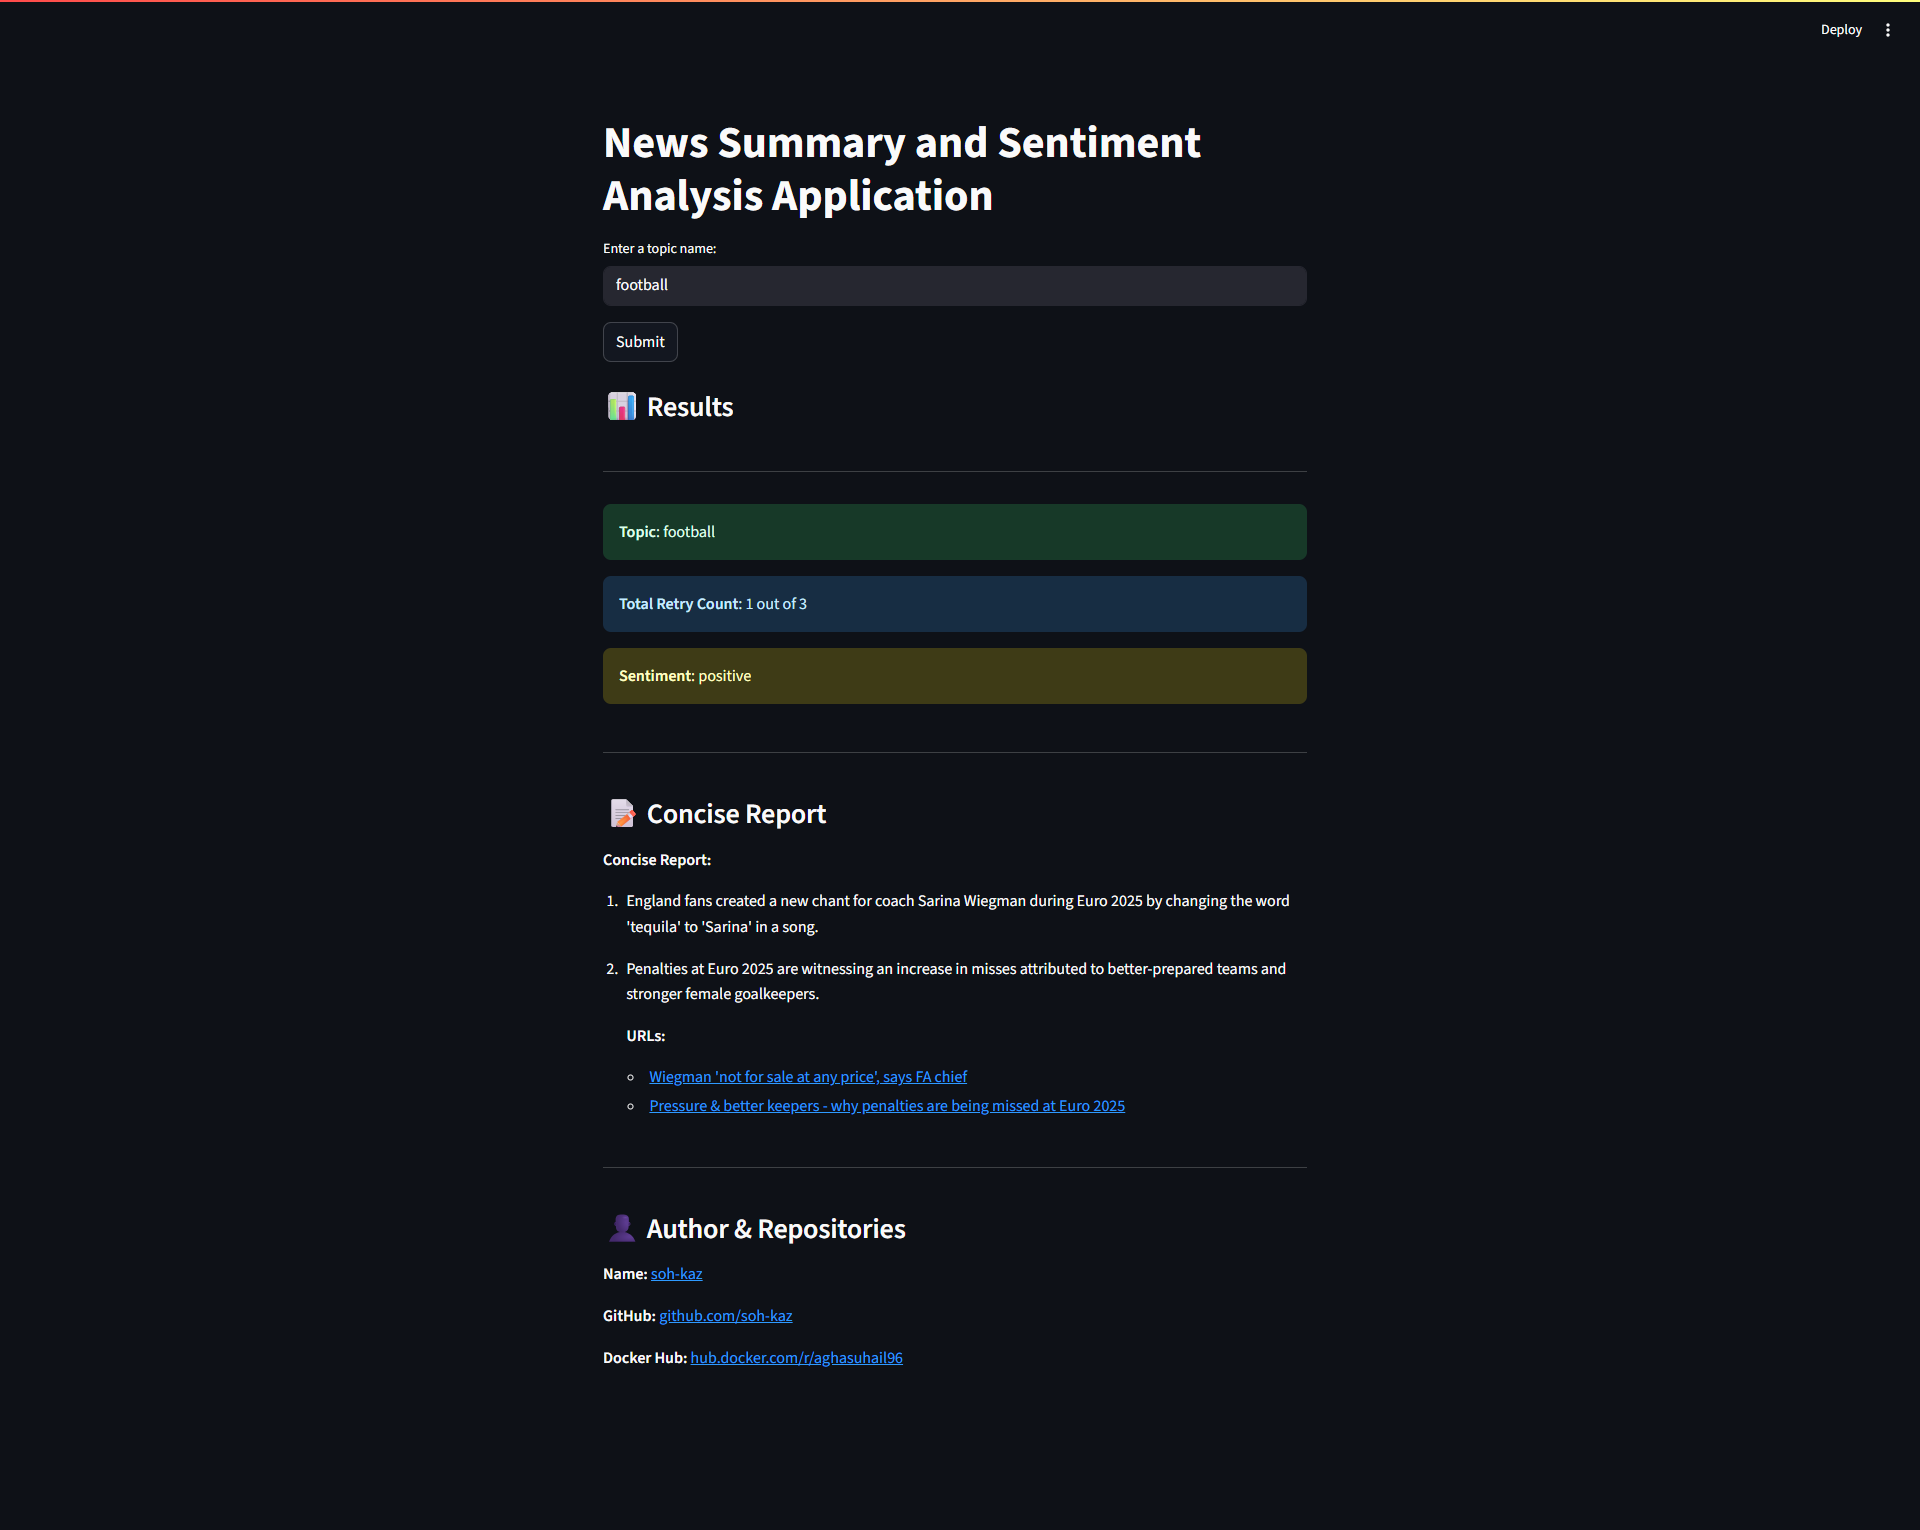 Deploy
News Summary and Sentiment
Analysis Application
Enter a topic name:
football
Submit
Results
Topic: football
Total Retry Count: 1 out of 3
Sentiment: positive
Concise Report
Concise Report:
1. England fans created a new chant for coach Sarina Wiegman during Euro 2025 by changing the word
'tequila' to 'Sarina' in a song.
2. Penalties at Euro 2025 are witnessing an increase in misses attributed to better-prepared teams and
stronger female goalkeepers.
URLs:
Wiegman 'not for sale at any price', says FA chief
Pressure & better keepers - why penalties are being missed at Euro 2025
Author & Repositories
Name: soh-kaz
GitHub: github.com/soh-kaz
Docker Hub: hub.docker.com/r/aghasuhail96